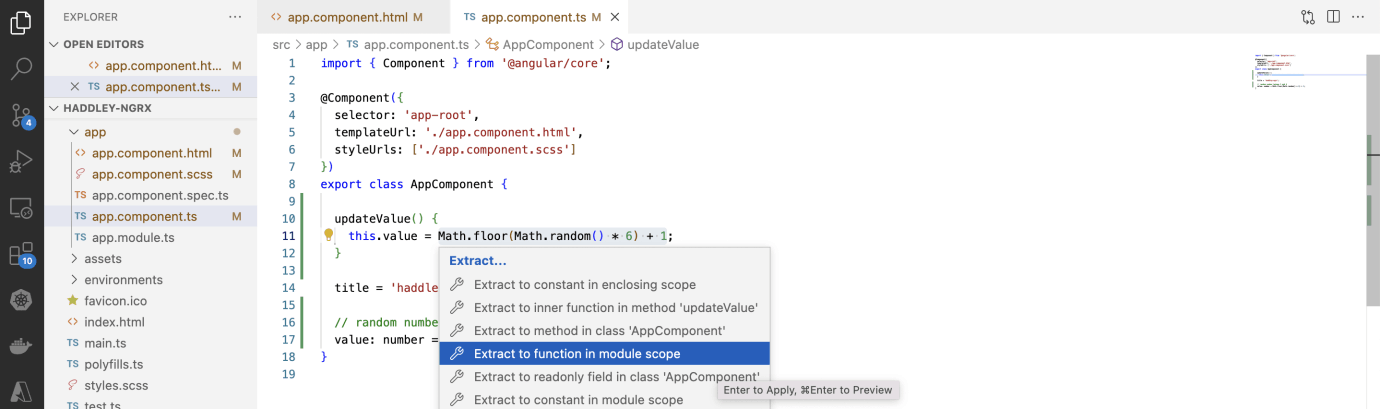 EXPLORER ...
OPEN EDITORS
<> app.component.ht... M
TS app.component.ts... M
HADDLEY-NGRX
app
<> app.component.html M
app.component.scss M
TS app.component.spec.ts
TS app.component.ts M
TS app.module.ts
assets
environments
favicon.ico
<> index.html
TS main.ts
TS polyfills.ts
styles.scss
TS test.ts
4
10
<> app.component.html M
TS app.component.ts M ×
...
src > app > TS app.component.ts > AppComponent > updateValue
1 import { Component } from '@angular/core';
2
3 @Component({
4 selector: 'app-root',
5 templateUrl: './app.component.html',
6 styleUrls: ['./app.component.scss']
7 })
8 export class AppComponent {
9
10 updateValue() {
11 this.value = Math.floor(Math.random() * 6) + 1;
12 }
13
14 title = 'haddle
15
16 // random numbe
17 value: number =
18 }
19
Extract...
Extract to constant in enclosing scope
Extract to inner function in method 'updateValue'
Extract to method in class 'AppComponent'
Extract to function in module scope
Extract to readonly field in class 'AppComponent'
Extract to constant in module scope
Enter to Apply, ⌘Enter to Preview